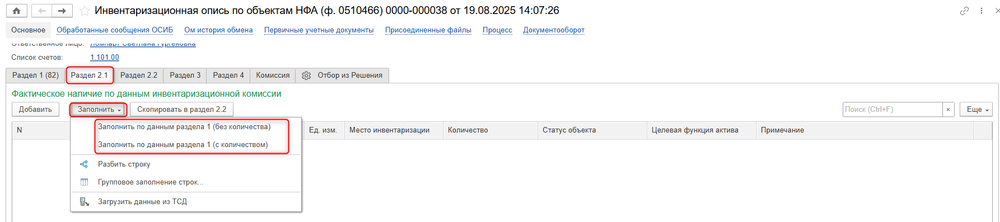 Инвентаризационная опись по объектам НФА (ф. 0510466) 0000-000038 от 19.08.2025 14:07:26
Основное Обработанные сообщения ОСИБ Ом история обмена Первичные учетные документы Присоединенные файлы Процесс Документооборот
Ответственное лицо: Ломпарт Светлана Гургеновна
Список счетов: 1.101.00
Раздел 1 (82) Раздел 2.1 Раздел 2.2 Раздел 3 Раздел 4 Комиссия Отбор из Решения
Фактическое наличие по данным инвентаризационной комиссии
Добавить Заполнить Скопировать в раздел 2.2 Поиск (Ctrl+F) × Еще
N Ед. изм. Место инвентаризации Количество Статус объекта Целевая функция актива Примечание
Заполнить по данным раздела 1 (без количества)
Заполнить по данным раздела 1 (с количеством)
Разбить строку
Групповое заполнение строк...
Загрузить данные из ТСД